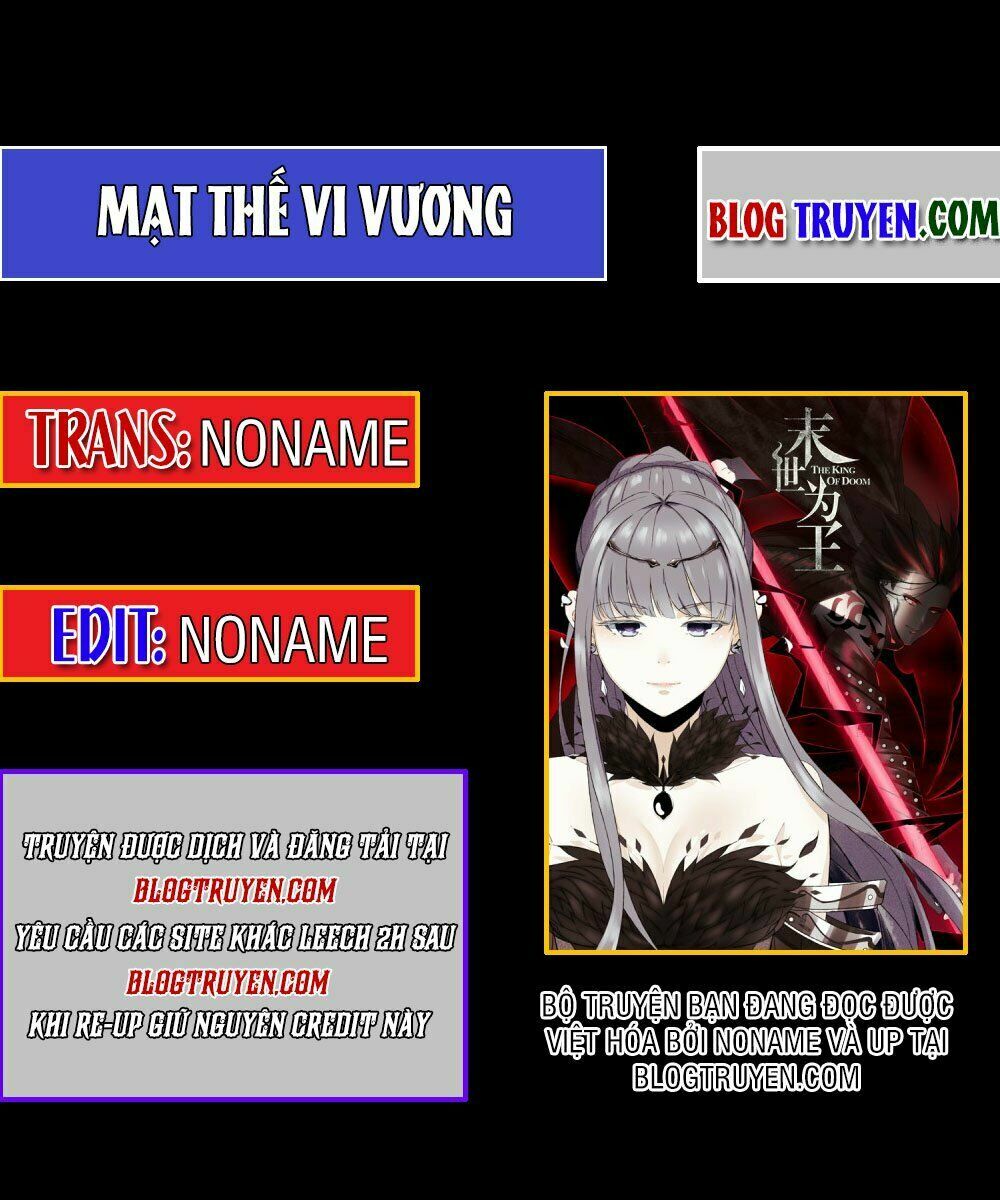 MẠT THẾ VI VƯƠNG
BLOG TRUYEN.COM
TRANS: NONAME
EDIT: NONAME
TRUYỆN ĐƯỢC DỊCH VÀ ĐĂNG TẢI TẠI
BLOGTRUYEN.COM
YÊU CẦU CÁC SITE KHÁC LEECH 2H SAU
BLOGTRUYEN.COM
KHI RE-UP GIỮ NGUYÊN CREDIT NÀY
末世为王
THE KING
OF DOOM
BỘ TRUYỆN BẠN ĐANG ĐỌC ĐƯỢC
VIỆT HÓA BỞI NONAME VÀ UP TẠI
BLOGTRUYEN.COM